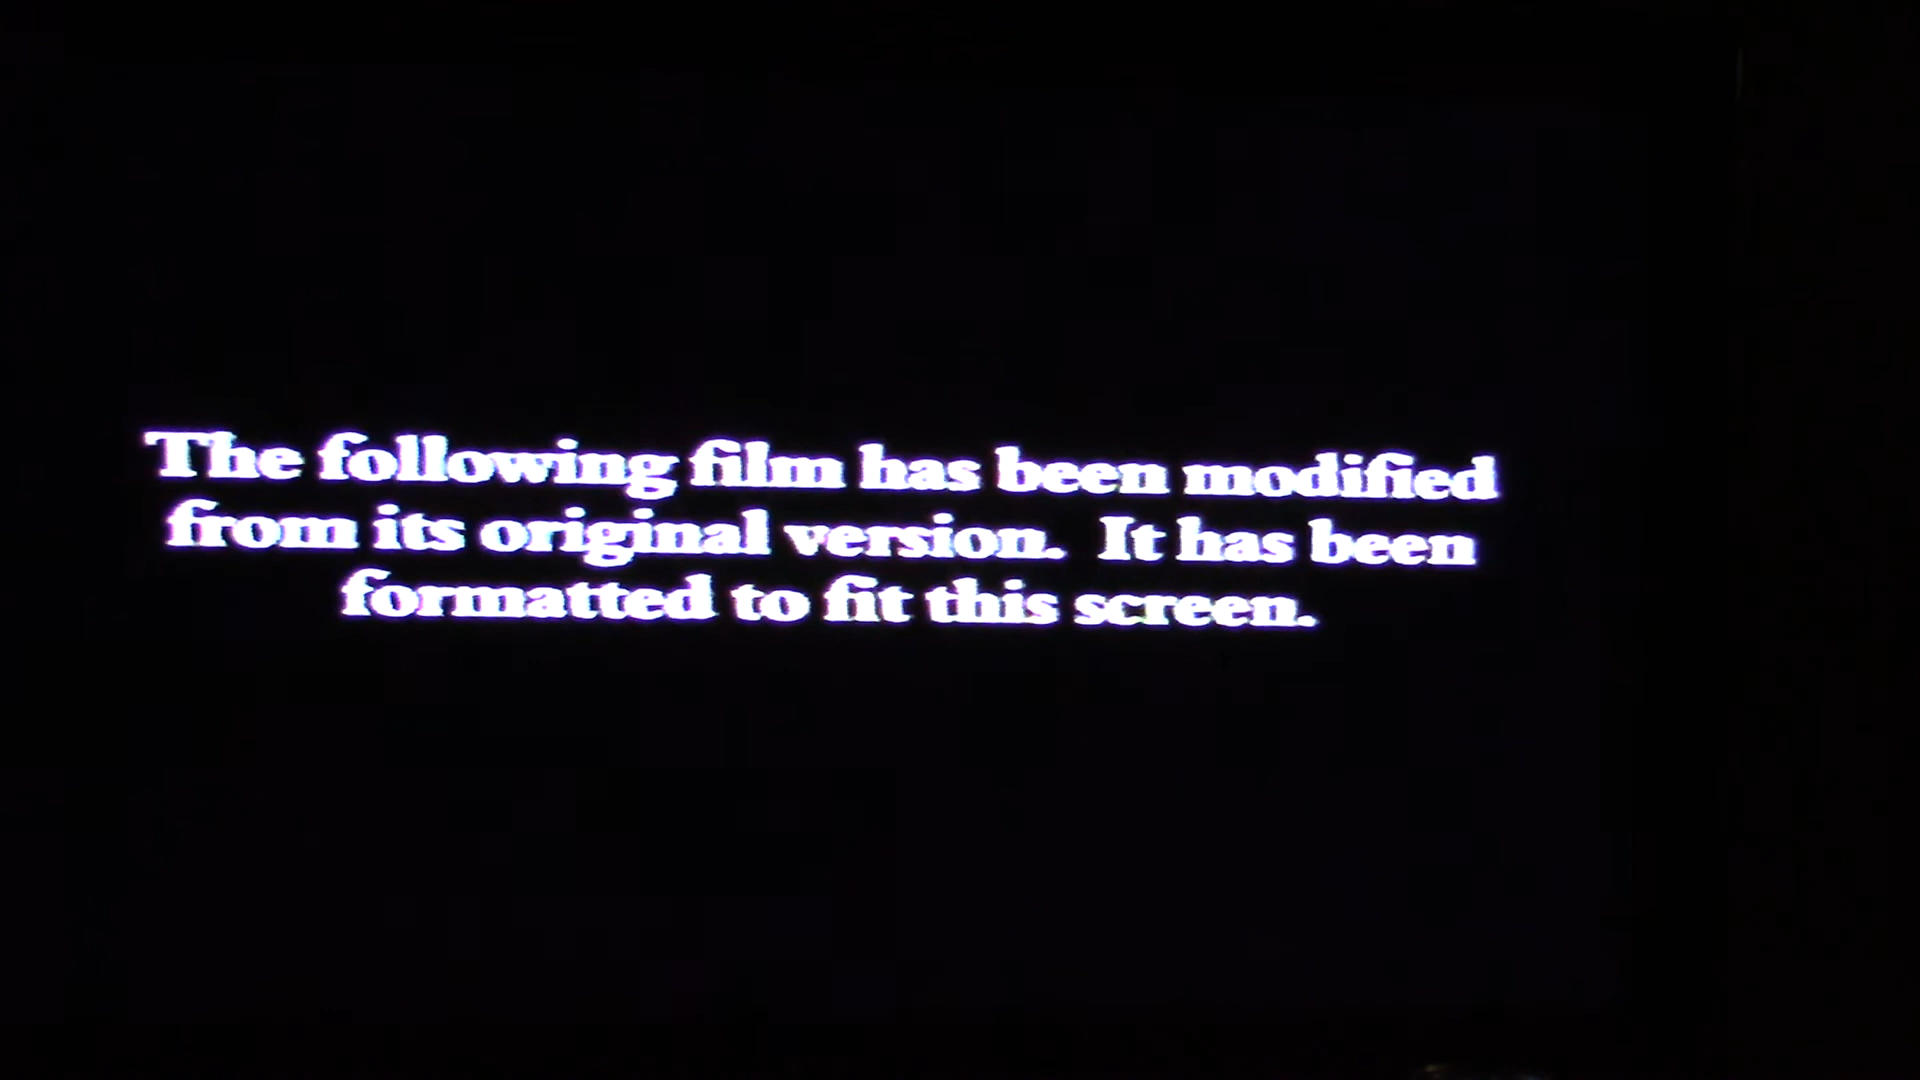 The following film has been modified
from its original version.  It has been
formatted to fit this screen.